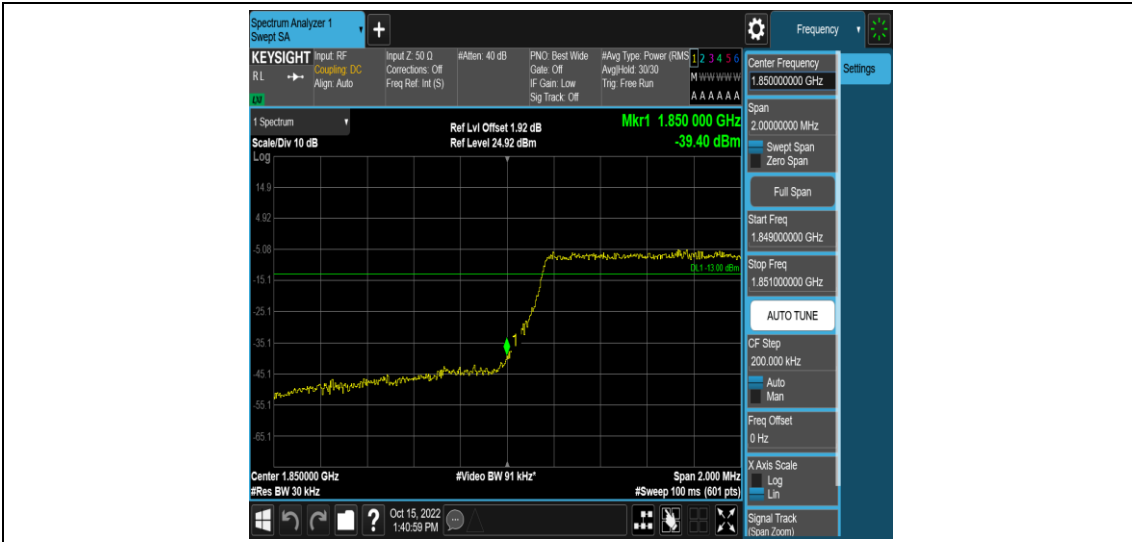 Spectrum Analyzer 1
Swept SA
Frequency
KEYSIGHT
RL
LXI
Input: RF
Coupling: DC
Align: Auto
Input Z: 50 Ω
Corrections: Off
Freq Ref: Int (S)
#Atten: 40 dB
PNO: Best Wide
Gate: Off
IF Gain: Low
Sig Track: Off
#Avg Type: Power (RMS
Avg|Hold: 30/30
Trig: Free Run
1 2 3 4 5 6
M W W W W W
A A A A A A
1 Spectrum
Scale/Div 10 dB
Log
Ref Lvl Offset 1.92 dB
Ref Level 24.92 dBm
Mkr1 1.850 000 GHz
-39.40 dBm
14.9
4.92
-5.08
-15.1
-25.1
-35.1
-45.1
-55.1
-65.1
DL1 -13.00 dBm
1
Center 1.850000 GHz
#Res BW 30 kHz
#Video BW 91 kHz*
Span 2.000 MHz
#Sweep 100 ms (601 pts)
Center Frequency
1.850000000 GHz
Settings
Span
2.00000000 MHz
Swept Span
Zero Span
Full Span
Start Freq
1.849000000 GHz
Stop Freq
1.851000000 GHz
AUTO TUNE
CF Step
200.000 kHz
Auto
Man
Freq Offset
0 Hz
X Axis Scale
Log
Lin
Signal Track
(Span Zoom)
?
Oct 15, 2022
1:40:59 PM